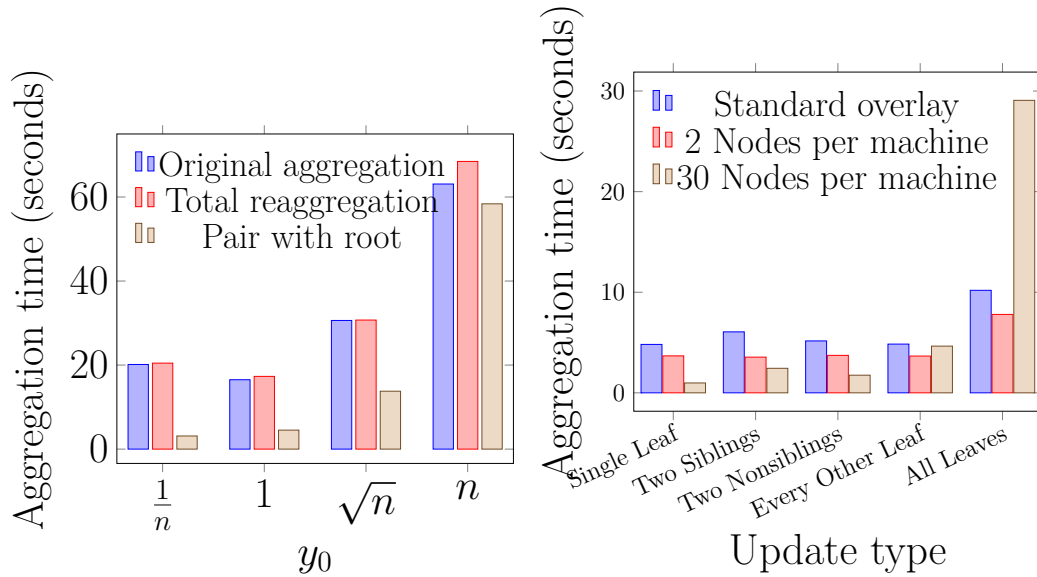 Aggregation time (seconds)
60
40
20
0
Original aggregation
Total reaggregation
Pair with root
1/n
1
√n
n
y₀
Aggregation time (seconds)
30
20
10
0
Standard overlay
2 Nodes per machine
30 Nodes per machine
Single Leaf
Two Siblings
Two Nonsiblings
Every Other Leaf
All Leaves
Update type